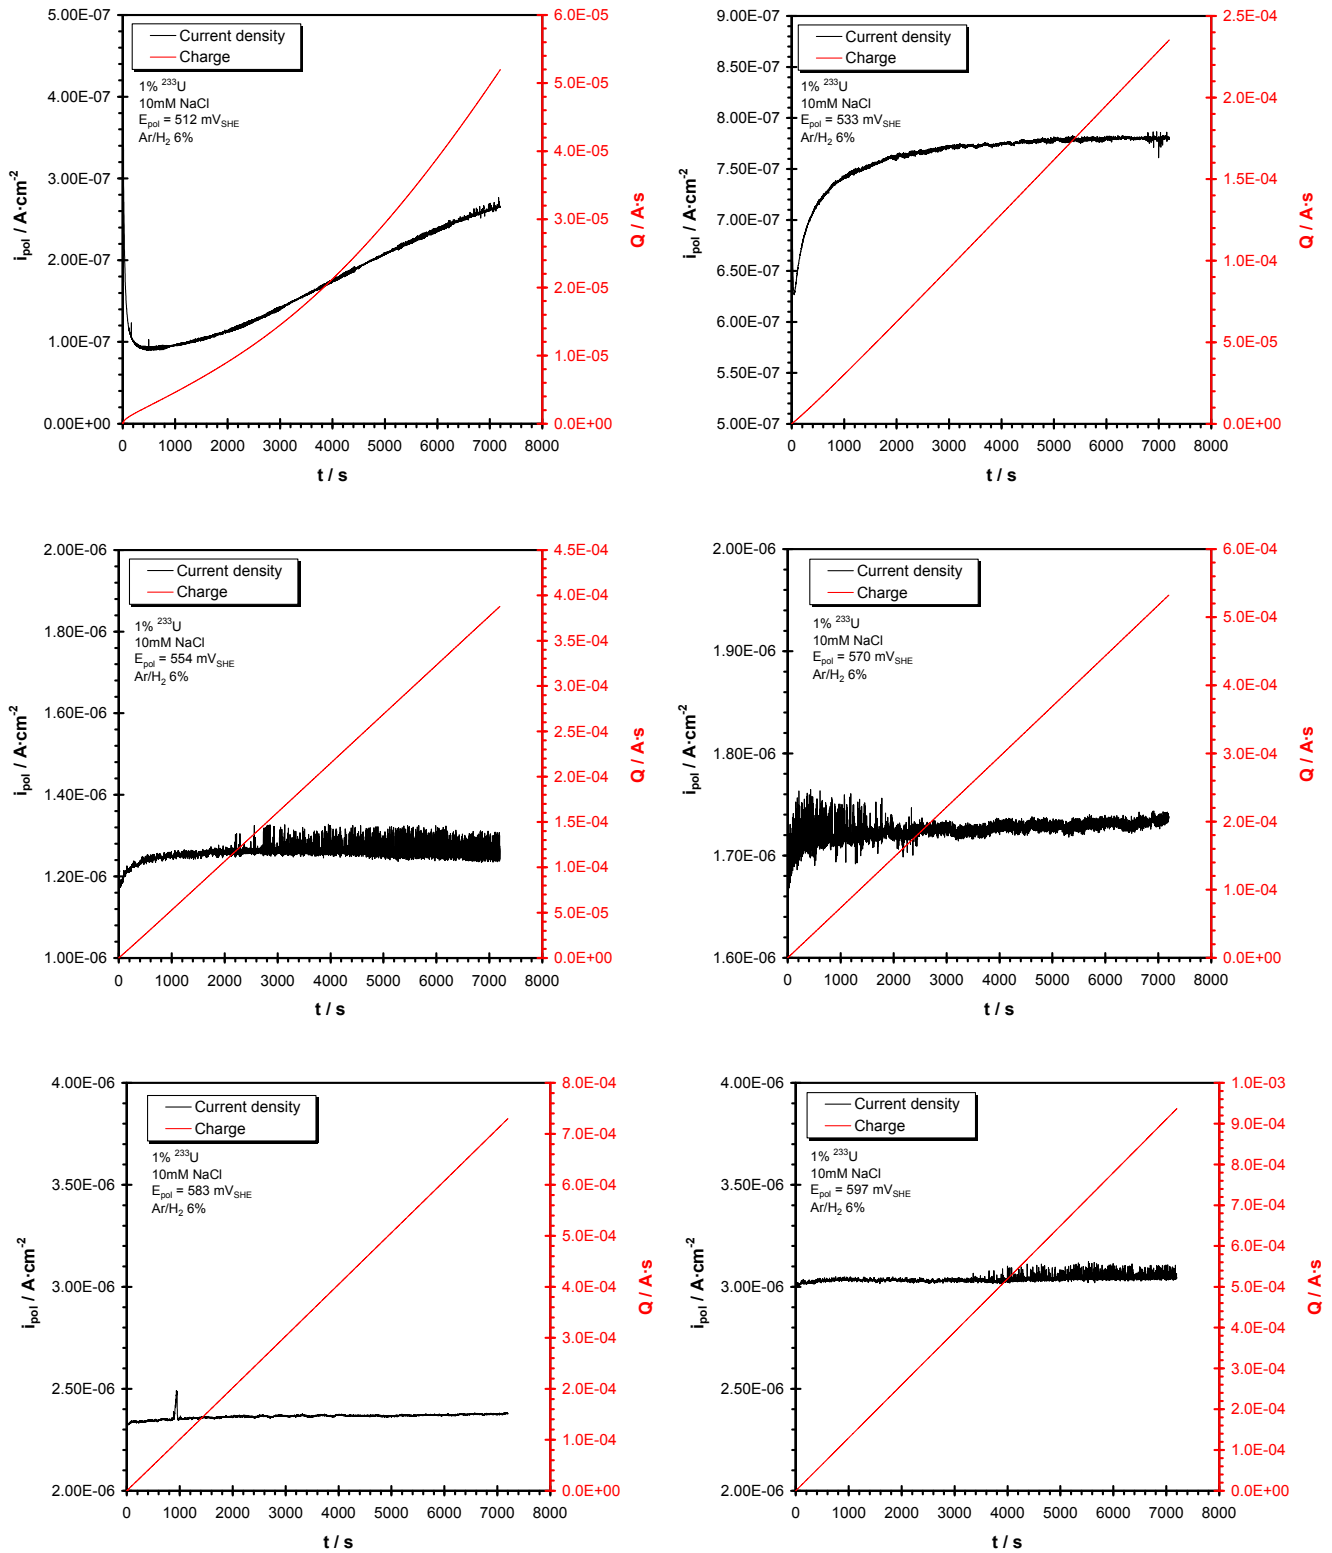 5.00E-07
4.00E-07
3.00E-07
2.00E-07
1.00E-07
0.00E+00
i_pol / A·cm⁻²
Current density
Charge
1% ²³³U
10mM NaCl
E_pol = 512 mV_SHE
Ar/H₂ 6%
6.0E-05
5.0E-05
4.0E-05
3.0E-05
2.0E-05
1.0E-05
0.0E+00
Q / A·s
0 1000 2000 3000 4000 5000 6000 7000 8000
t / s
9.00E-07
8.50E-07
8.00E-07
7.50E-07
7.00E-07
6.50E-07
6.00E-07
5.50E-07
5.00E-07
i_pol / A·cm⁻²
Current density
Charge
1% ²³³U
10mM NaCl
E_pol = 533 mV_SHE
Ar/H₂ 6%
2.5E-04
2.0E-04
1.5E-04
1.0E-04
5.0E-05
0.0E+00
Q / A·s
0 1000 2000 3000 4000 5000 6000 7000 8000
t / s
2.00E-06
1.80E-06
1.60E-06
1.40E-06
1.20E-06
1.00E-06
i_pol / A·cm⁻²
Current density
Charge
1% ²³³U
10mM NaCl
E_pol = 554 mV_SHE
Ar/H₂ 6%
4.5E-04
4.0E-04
3.5E-04
3.0E-04
2.5E-04
2.0E-04
1.5E-04
1.0E-04
5.0E-05
0.0E+00
Q / A·s
0 1000 2000 3000 4000 5000 6000 7000 8000
t / s
2.00E-06
1.90E-06
1.80E-06
1.70E-06
1.60E-06
i_pol / A·cm⁻²
Current density
Charge
1% ²³³U
10mM NaCl
E_pol = 570 mV_SHE
Ar/H₂ 6%
6.0E-04
5.0E-04
4.0E-04
3.0E-04
2.0E-04
1.0E-04
0.0E+00
Q / A·s
0 1000 2000 3000 4000 5000 6000 7000 8000
t / s
4.00E-06
3.50E-06
3.00E-06
2.50E-06
2.00E-06
i_pol / A·cm⁻²
Current density
Charge
1% ²³³U
10mM NaCl
E_pol = 583 mV_SHE
Ar/H₂ 6%
8.0E-04
7.0E-04
6.0E-04
5.0E-04
4.0E-04
3.0E-04
2.0E-04
1.0E-04
0.0E+00
Q / A·s
0 1000 2000 3000 4000 5000 6000 7000 8000
t / s
4.00E-06
3.50E-06
3.00E-06
2.50E-06
2.00E-06
i_pol / A·cm⁻²
Current density
Charge
1% ²³³U
10mM NaCl
E_pol = 597 mV_SHE
Ar/H₂ 6%
1.0E-03
9.0E-04
8.0E-04
7.0E-04
6.0E-04
5.0E-04
4.0E-04
3.0E-04
2.0E-04
1.0E-04
0.0E+00
Q / A·s
0 1000 2000 3000 4000 5000 6000 7000 8000
t / s